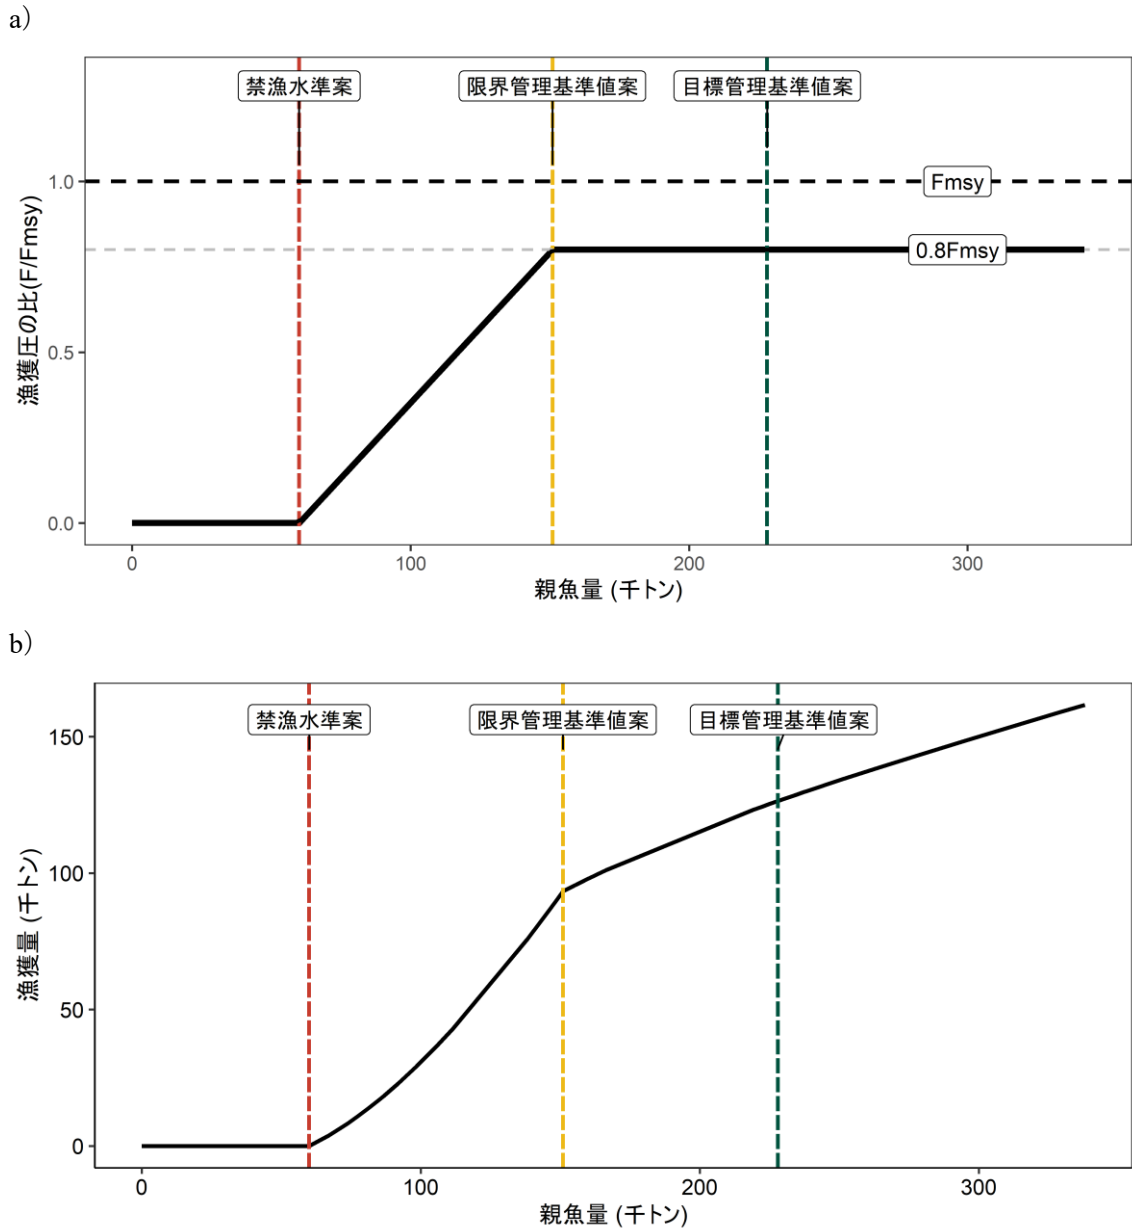 a)
禁漁水準案
限界管理基準値案
目標管理基準値案
1.0
Fmsy
0.8Fmsy
0.5
0.0
漁獲圧の比(F/Fmsy)
0
100
200
300
親魚量 (千トン)
b)
禁漁水準案
限界管理基準値案
目標管理基準値案
150
100
50
0
漁獲量 (千トン)
0
100
200
300
親魚量 (千トン)